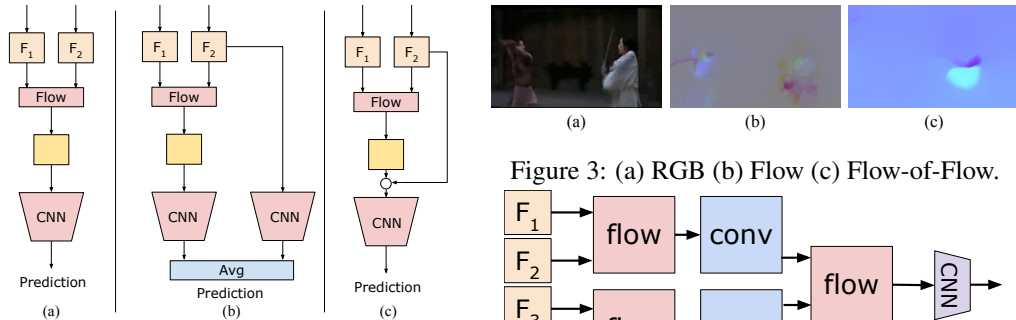 F1 F2
Flow
CNN
Prediction
(a)
F1 F2
Flow
CNN CNN
Avg
Prediction
(b)
F1 F2
Flow
CNN
Prediction
(c)
(a) (b) (c)
Figure 3: (a) RGB (b) Flow (c) Flow-of-Flow.
F1
flow conv
F2
flow CNN
F3